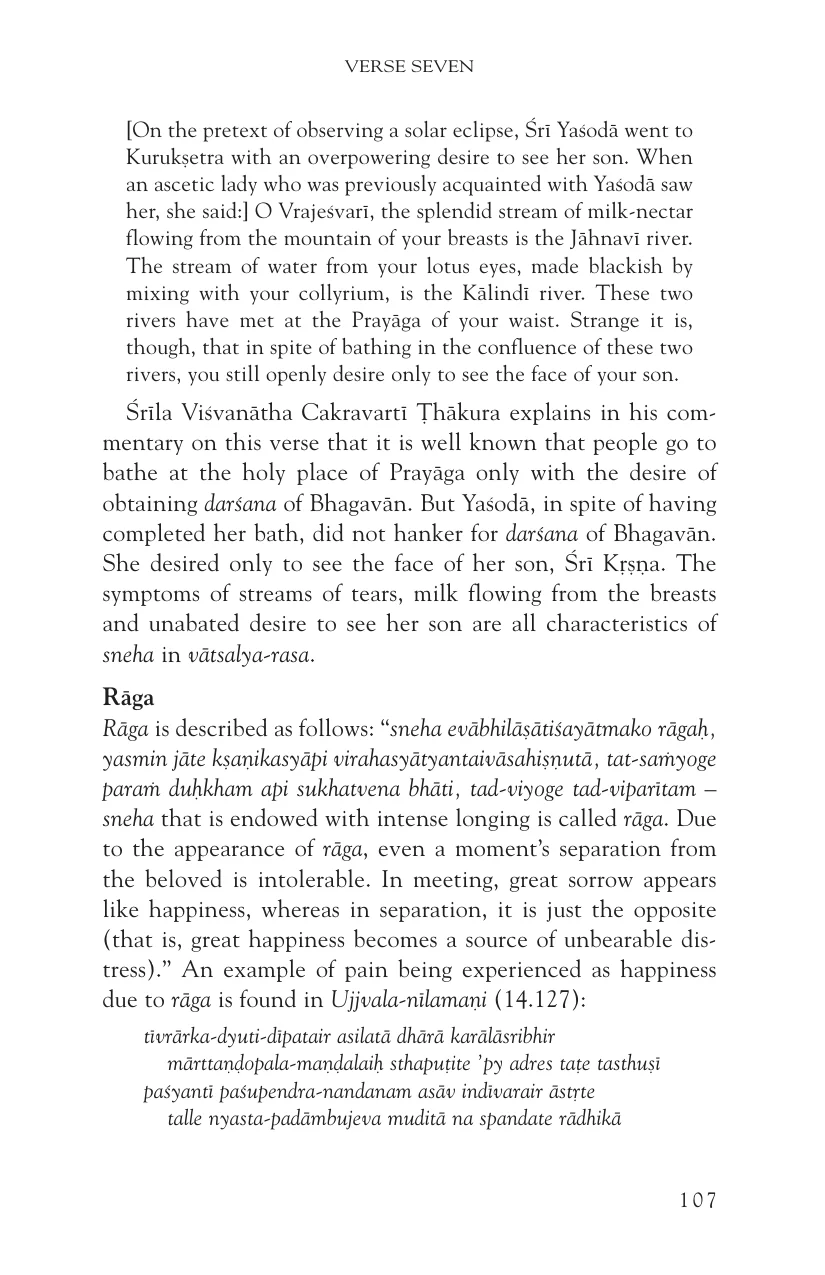 VERSE SEVEN
[On the pretext of observing a solar eclipse, Śrī Yaśodā went to
Kurukṣetra with an overpowering desire to see her son. When
an ascetic lady who was previously acquainted with Yaśodā saw
her, she said:] O Vrajeśvarī, the splendid stream of milk-nectar
flowing from the mountain of your breasts is the Jāhnavī river.
The stream of water from your lotus eyes, made blackish by
mixing with your collyrium, is the Kālindī river. These two
rivers have met at the Prayāga of your waist. Strange it is,
though, that in spite of bathing in the confluence of these two
rivers, you still openly desire only to see the face of your son.
Śrīla Viśvanātha Cakravartī Ṭhākura explains in his com-
mentary on this verse that it is well known that people go to
bathe at the holy place of Prayāga only with the desire of
obtaining darśana of Bhagavān. But Yaśodā, in spite of having
completed her bath, did not hanker for darśana of Bhagavān.
She desired only to see the face of her son, Śrī Kṛṣṇa. The
symptoms of streams of tears, milk flowing from the breasts
and unabated desire to see her son are all characteristics of
sneha in vātsalya-rasa.
Rāga
Rāga is described as follows: “sneha evābhilāṣātiśayātmako rāgaḥ,
yasmin jāte kṣaṇikasyāpi virahasyātyantaivāsahiṣṇutā, tat-saṁyoge
paraṁ duḥkham api sukhatvena bhāti, tad-viyoge tad-viparītam –
sneha that is endowed with intense longing is called rāga. Due
to the appearance of rāga, even a moment’s separation from
the beloved is intolerable. In meeting, great sorrow appears
like happiness, whereas in separation, it is just the opposite
(that is, great happiness becomes a source of unbearable dis-
tress).” An example of pain being experienced as happiness
due to rāga is found in Ujjvala-nīlamaṇi (14.127):
tīvrārka-dyuti-dīpatair asilatā dhārā karālāsribhir
mārttaṇḍopala-maṇḍalaiḥ sthapuṭite ’py adres taṭe tasthuṣī
paśyantī paśupendra-nandanam asāv indīvarair āstṛte
talle nyasta-padāmbujeva muditā na spandate rādhikā
107